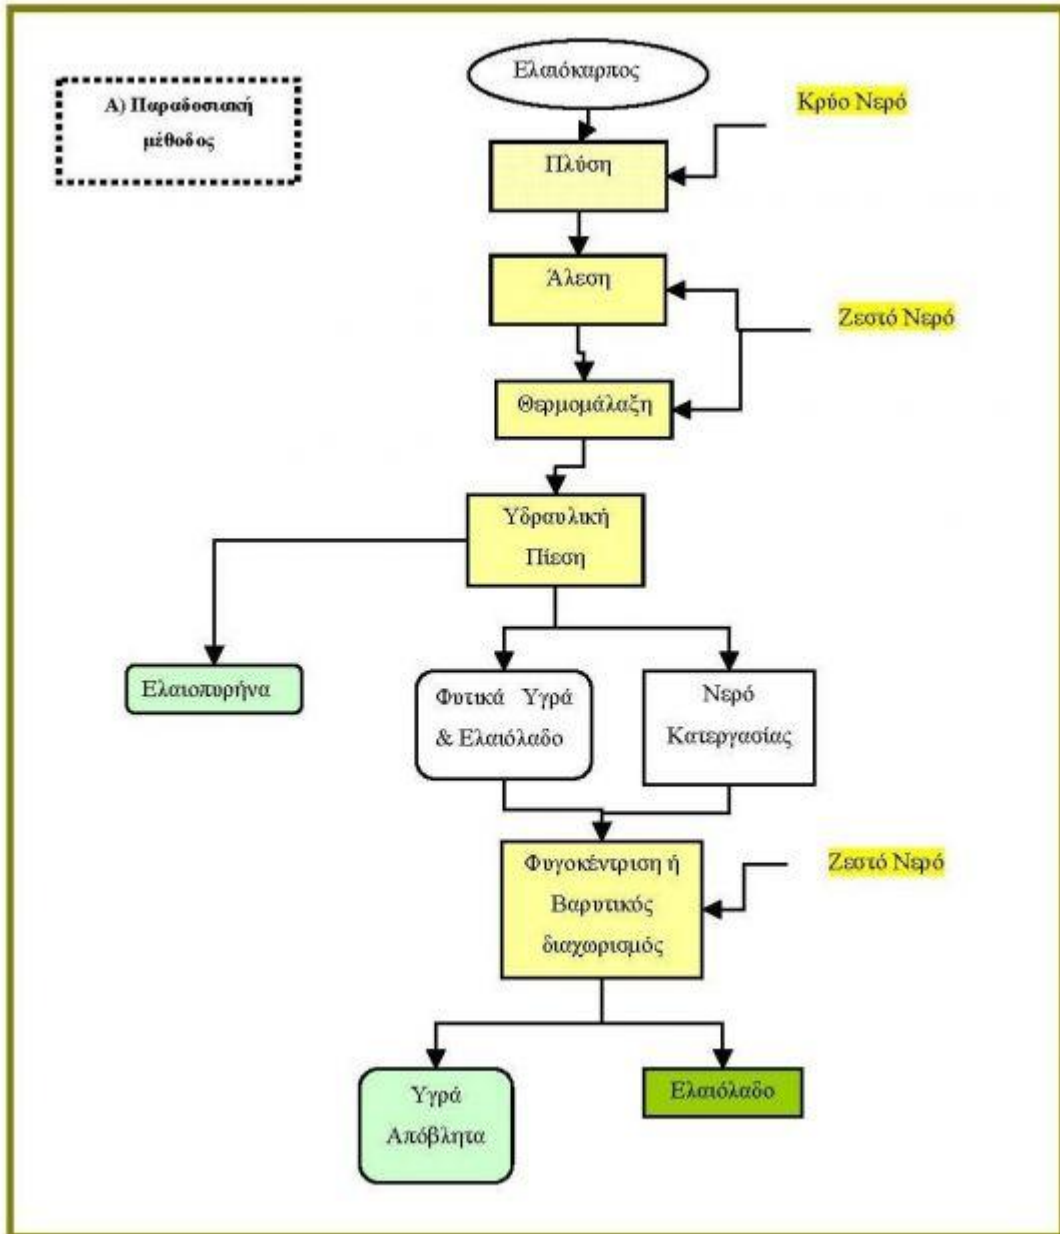 Α) Παραδοσιακή
μέθοδος
Ελαιόκαρπος
Κρύο Νερό
Πλύση
Άλεση
Ζεστό Νερό
Θερμομάλαξη
Υδραυλική
Πίεση
Ελαιοπυρήνα
Φυτικά Υγρά
& Ελαιόλαδο
Νερό
Κατεργασίας
Φυγοκέντριση ή
Βαρυτικός
διαχωρισμός
Ζεστό Νερό
Υγρά
Απόβλητα
Ελαιόλαδο